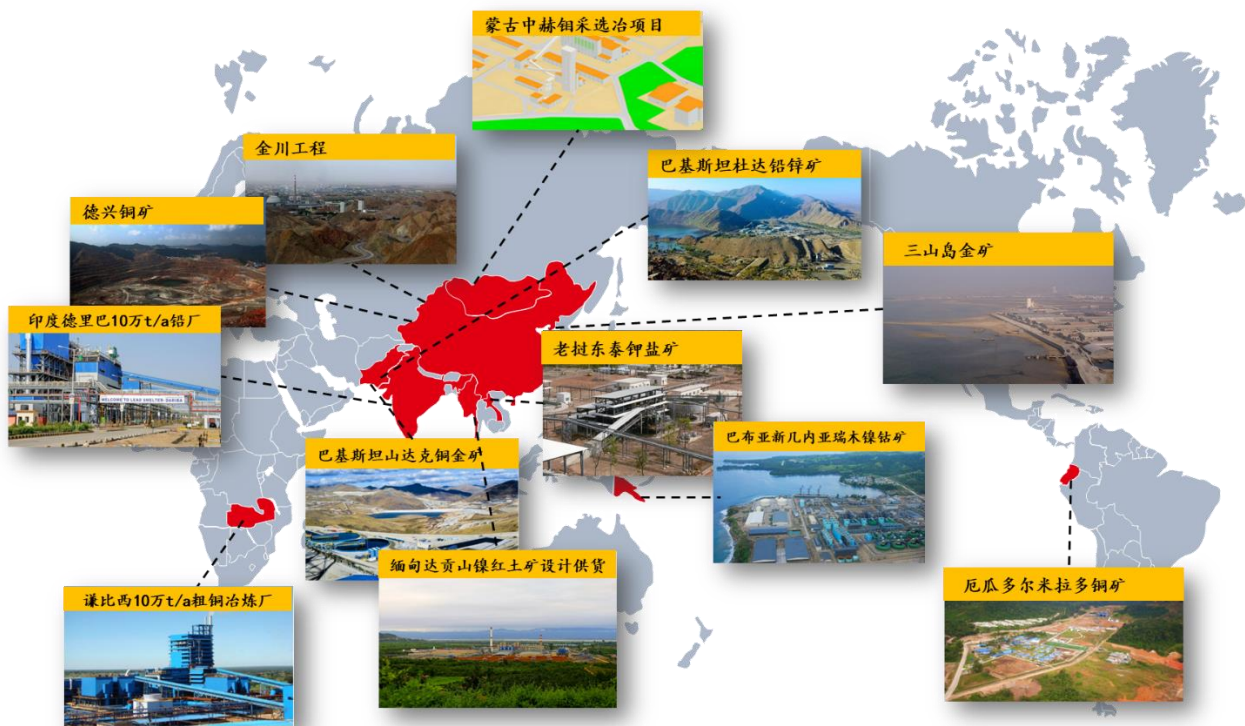 蒙古中赫钼采选冶项目
金川工程
巴基斯坦杜达铅锌矿
德兴铜矿
三山岛金矿
印度德里巴10万t/a铅厂
WELCOME TO LEAD SMELTER-DARIBA
老挝东泰钾盐矿
巴基斯坦山达克铜金矿
巴布亚新几内亚瑞木镍钴矿
缅甸达贡山镍红土矿设计供货
厄瓜多尔米拉多铜矿
谦比西10万t/a粗铜冶炼厂